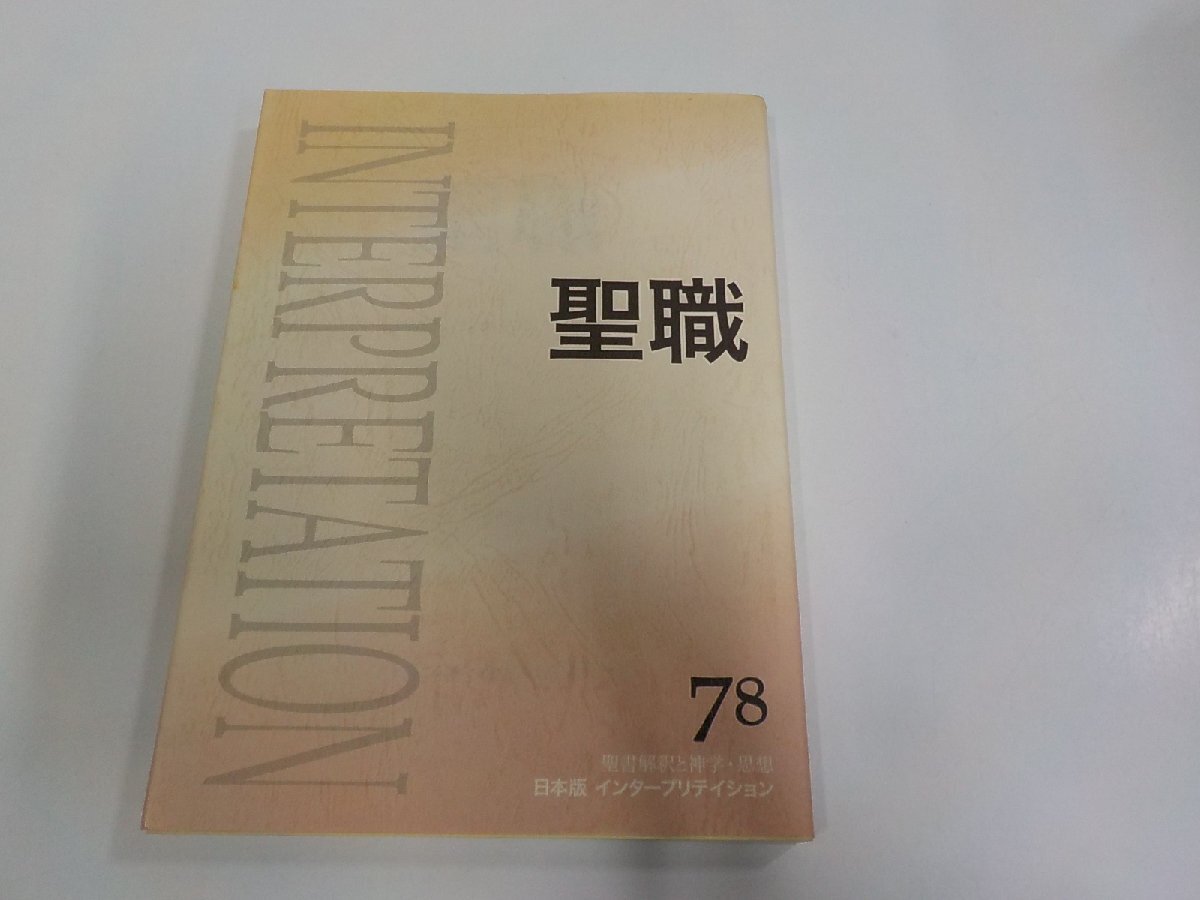 INTERPRETATION
聖職
78
聖書解釈と神学・思想
日本版 インタープリテイション